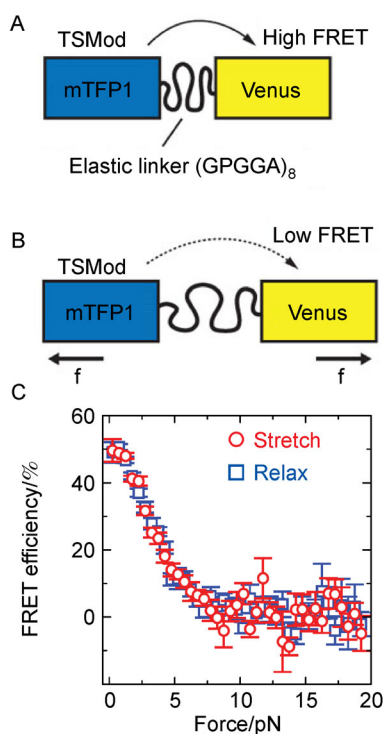 A
TSMod
High FRET
mTFP1
Venus
Elastic linker (GPGGA)8
B
TSMod
Low FRET
mTFP1
Venus
f
f
C
60
40
20
0
FRET efficiency/%
Stretch
Relax
0
5
10
15
20
Force/pN